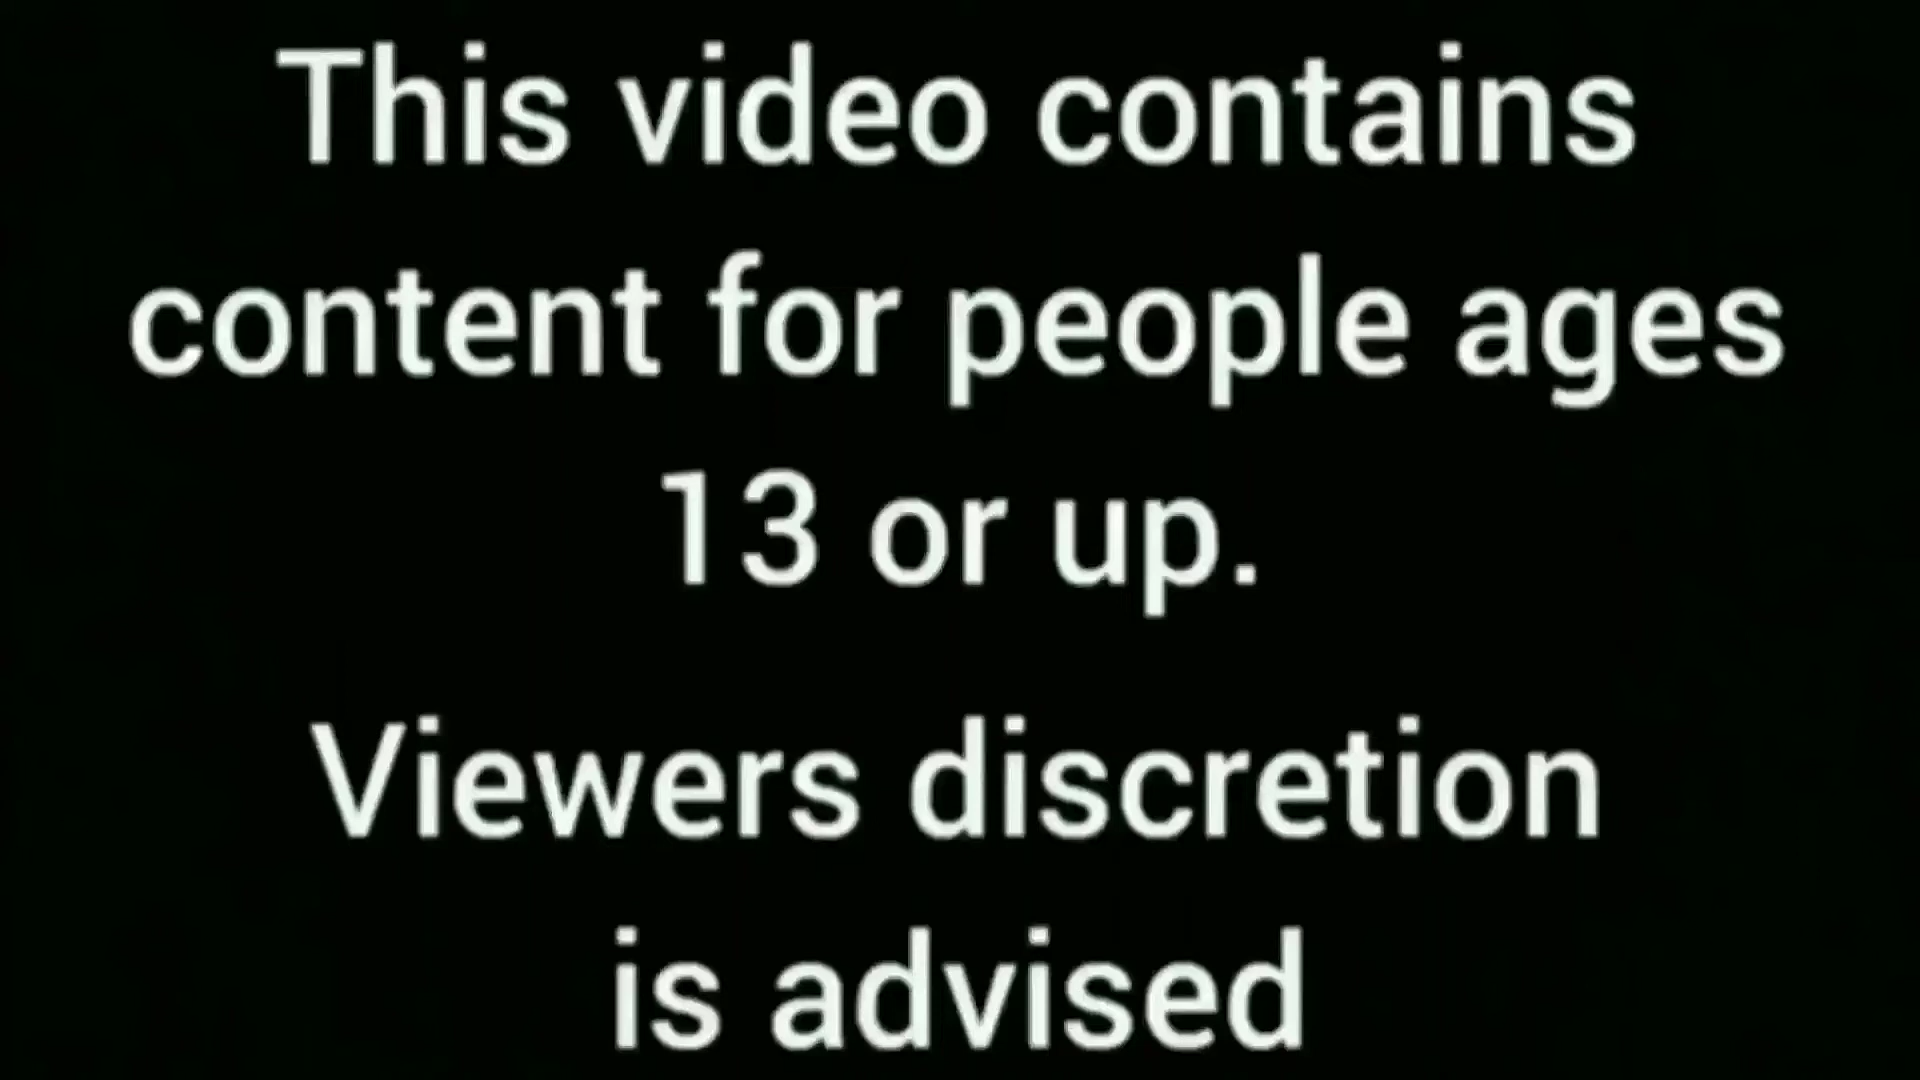 This video contains
content for people ages
13 or up.
Viewers discretion
is advised